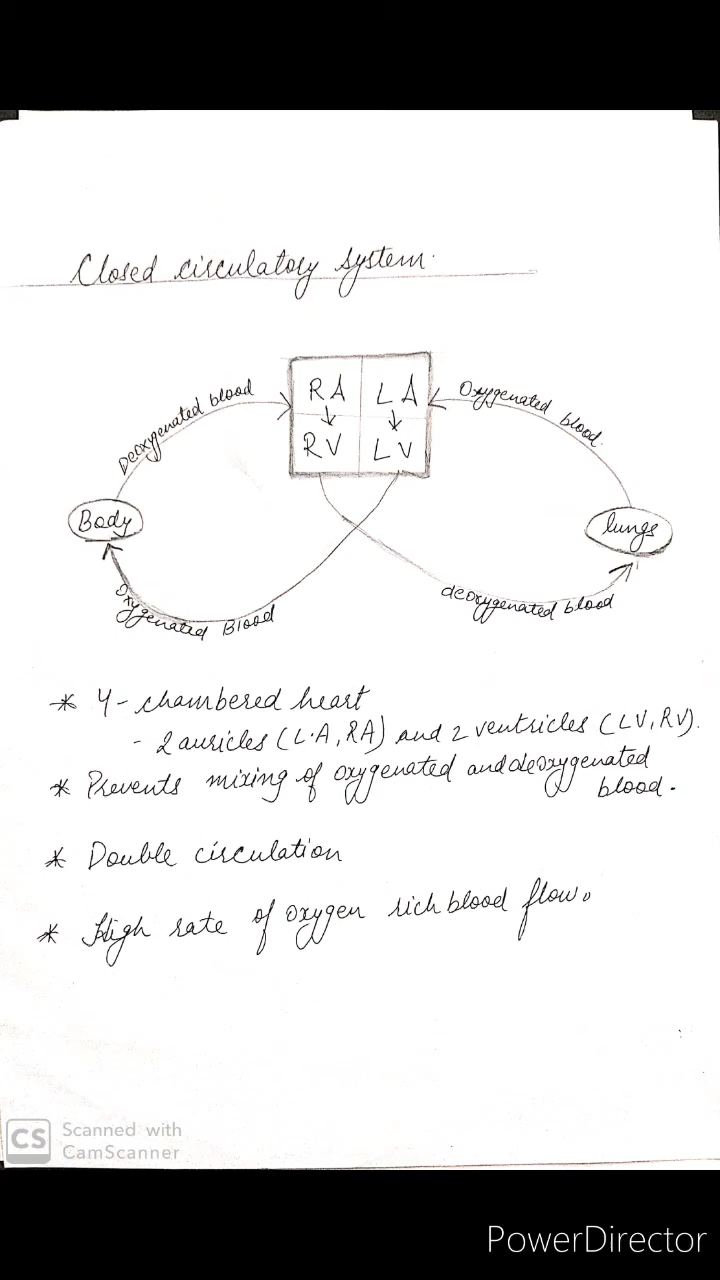 Closed circulatory system.
Deoxygenated blood
RA
LA
Oxygenated blood.
RV
LV
Body
lungs
Oxygenated Blood
deoxygenated blood
* 4-chambered heart
- 2 auricles (L.A, RA) and 2 ventricles (LV, RV).
* Prevents mixing of oxygenated and deoxygenated
blood.
* Double circulation
* High rate of oxygen rich blood flow.
CS
Scanned with
CamScanner
PowerDirector